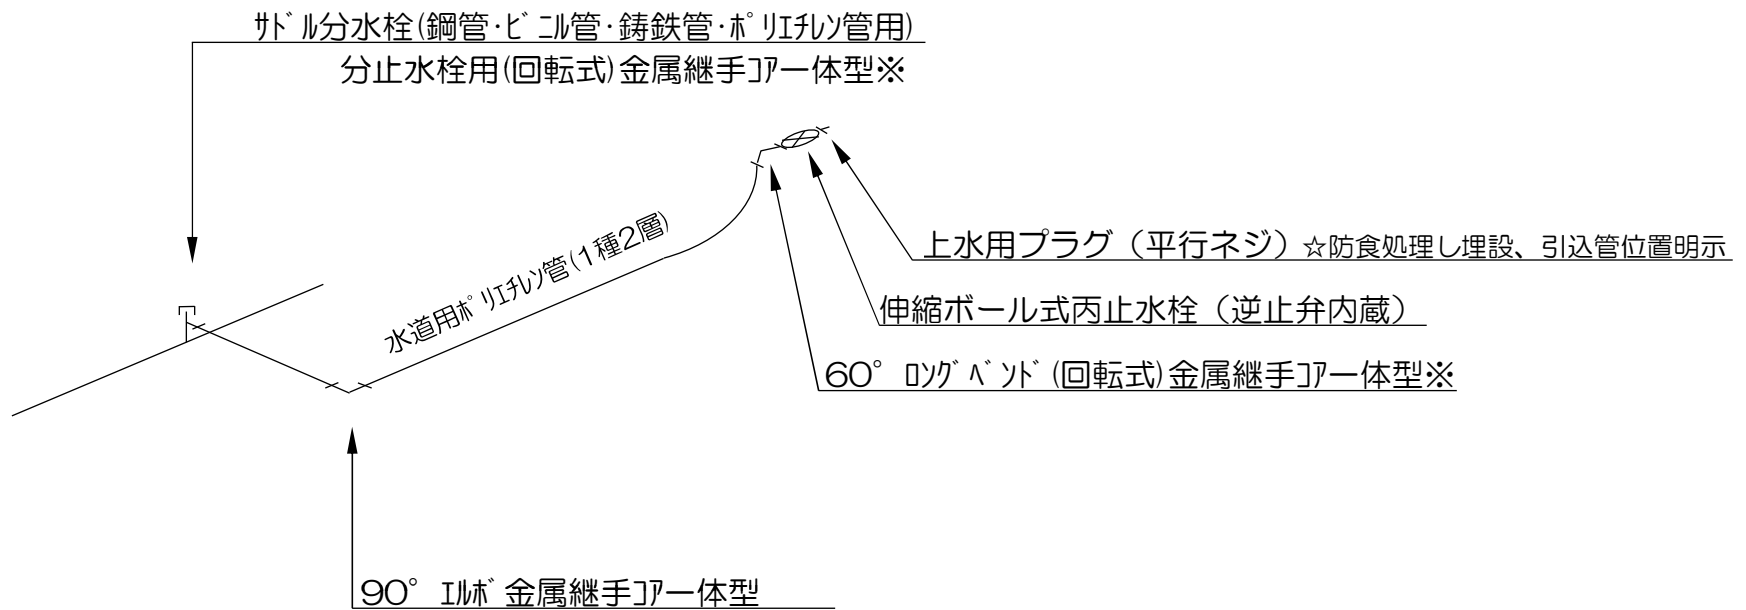 ｻﾄﾞﾙ分水栓(鋼管･ﾋﾞﾆﾙ管･鋳鉄管･ﾎﾟﾘｴﾁﾚﾝ管用)
分止水栓用(回転式)金属継手ｺｱ一体型※
水道用ﾎﾟﾘｴﾁﾚﾝ管(1種2層)
上水用プラグ（平行ネジ）☆防食処理し埋設、引込管位置明示
伸縮ボール式丙止水栓（逆止弁内蔵）
60°ﾛﾝｸﾞﾍﾞﾝﾄﾞ(回転式)金属継手ｺｱ一体型※
90°ｴﾙﾎﾞ金属継手ｺｱ一体型